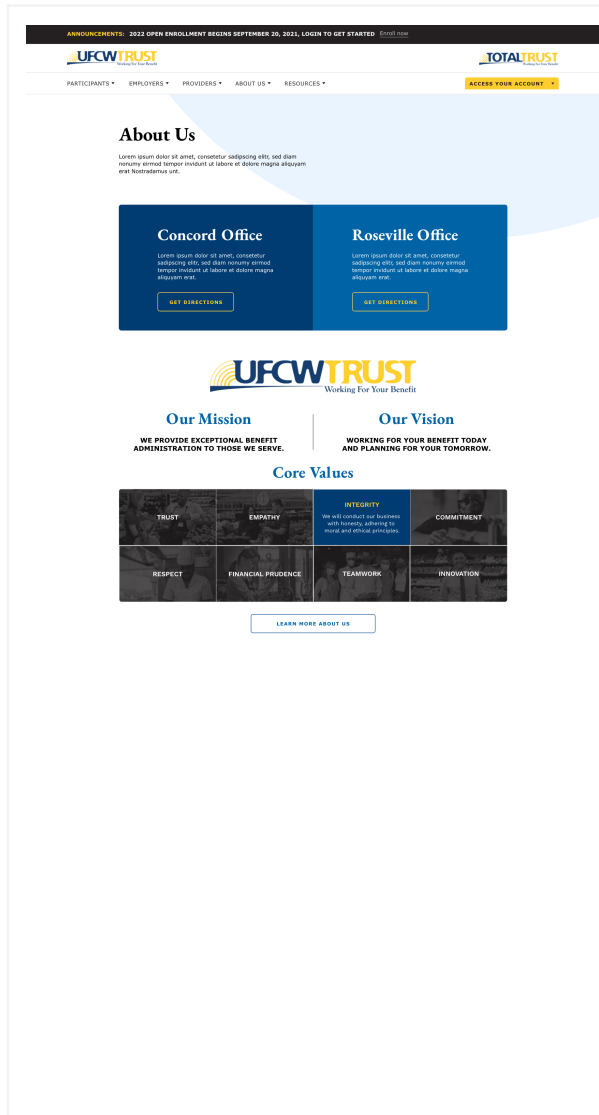 ANNOUNCEMENTS: 2022 OPEN ENROLLMENT BEGINS SEPTEMBER 20, 2021, LOGIN TO GET STARTED Enroll now
UFCWTRUST
Working For Your Benefit
TOTALTRUST
Working For Your Benefit
PARTICIPANTS EMPLOYERS PROVIDERS ABOUT US RESOURCES ACCESS YOUR ACCOUNT
About Us
Lorem ipsum dolor sit amet, consetetur sadipscing elitr, sed diam
nonumy eirmod tempor invidunt ut labore et dolore magna aliquyam
erat Nostradamus unt.
Concord Office
Lorem ipsum dolor sit amet, consetetur
sadipscing elitr, sed diam nonumy eirmod
tempor invidunt ut labore et dolore magna
aliquyam erat.
GET DIRECTIONS
Roseville Office
Lorem ipsum dolor sit amet, consetetur
sadipscing elitr, sed diam nonumy eirmod
tempor invidunt ut labore et dolore magna
aliquyam erat.
GET DIRECTIONS
UFCWTRUST
Working For Your Benefit
Our Mission
WE PROVIDE EXCEPTIONAL BENEFIT
ADMINISTRATION TO THOSE WE SERVE.
Our Vision
WORKING FOR YOUR BENEFIT TODAY
AND PLANNING FOR YOUR TOMORROW.
Core Values
TRUST
EMPATHY
INTEGRITY
We will conduct our business
with honesty, adhering to
moral and ethical principles.
COMMITMENT
RESPECT
FINANCIAL PRUDENCE
TEAMWORK
INNOVATION
LEARN MORE ABOUT US